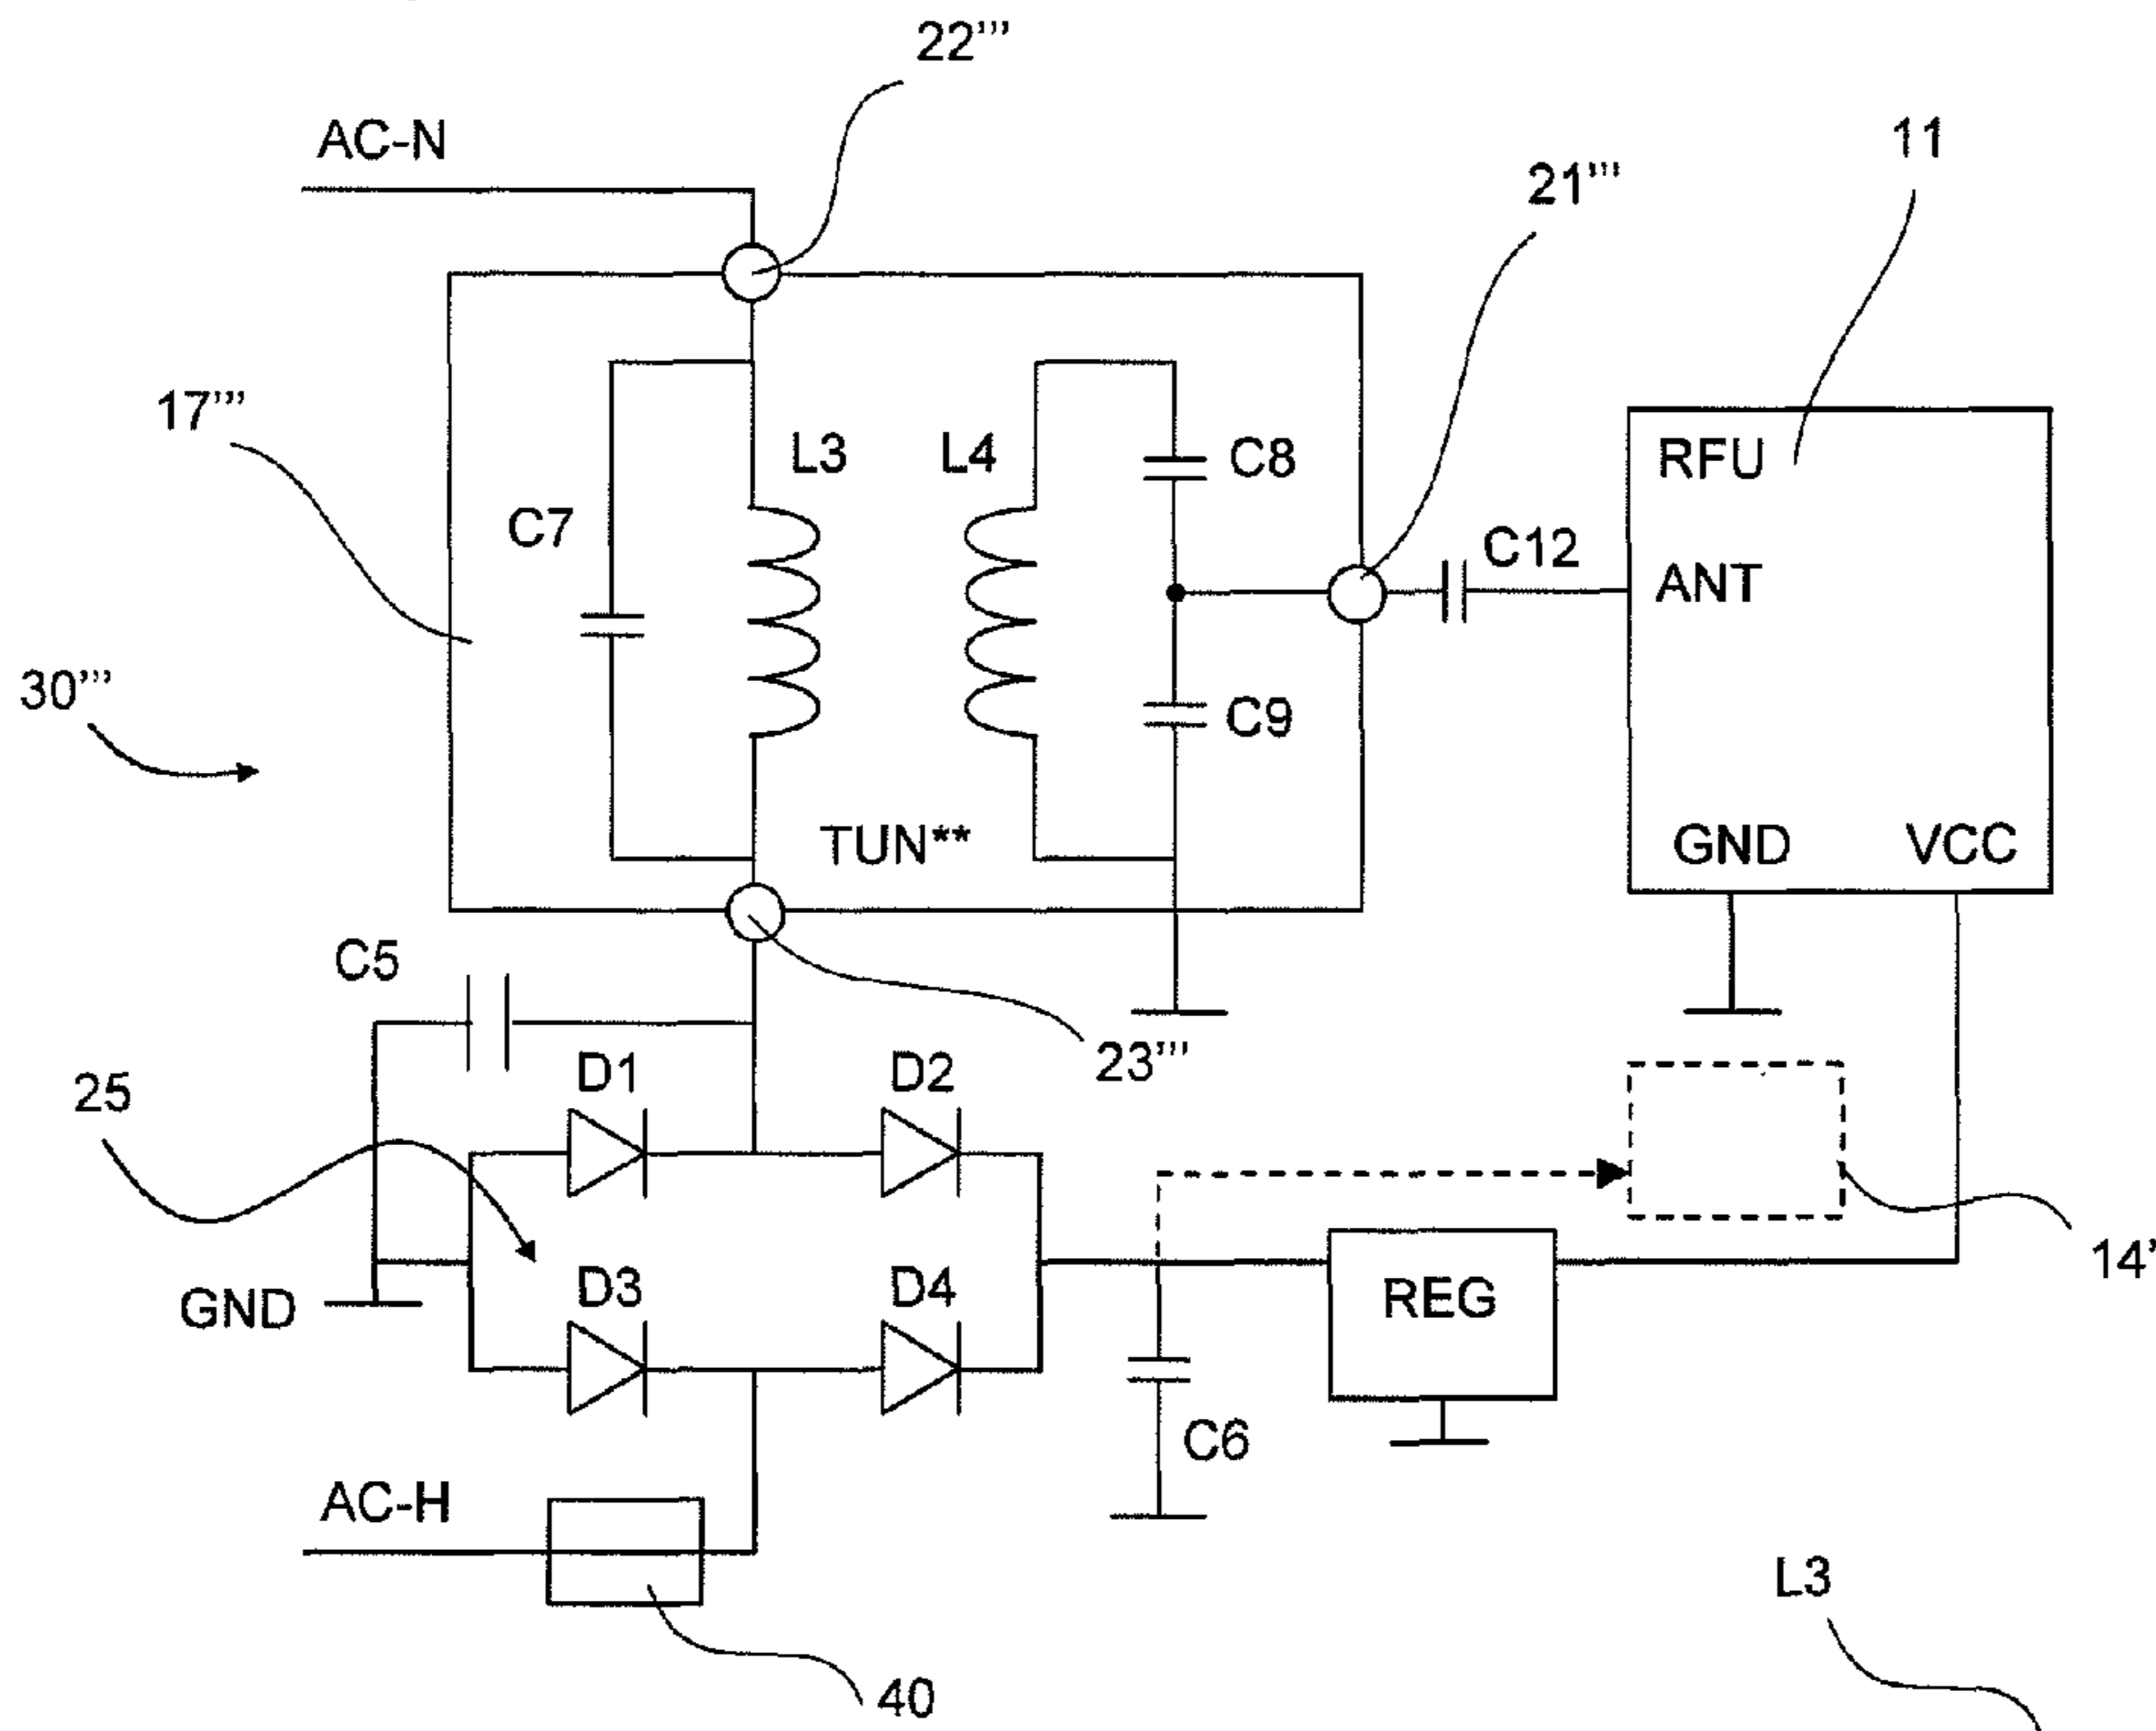 22'''
AC-N
11
21'''
17'''
L3
L4
C8
RFU
C7
C12
ANT
30'''
C9
TUN**
GND
VCC
C5
23'''
25
D1
D2
14'
GND
D3
D4
REG
C6
AC-H
L3
40